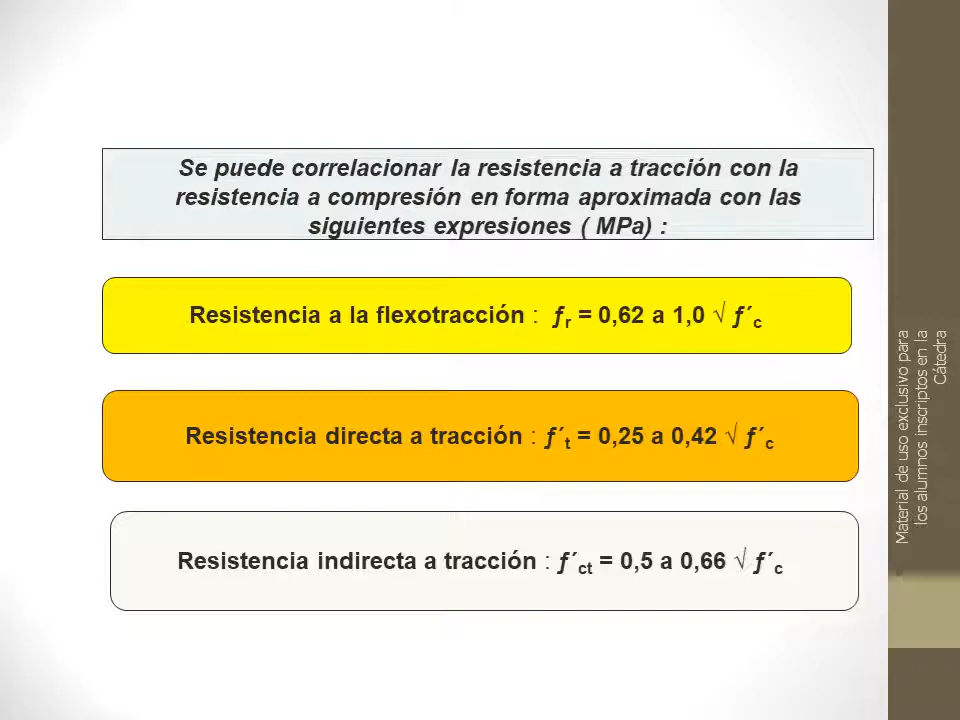 Se puede correlacionar la resistencia a tracción con la
resistencia a compresión en forma aproximada con las
siguientes expresiones ( MPa) :
Resistencia a la flexotracción : ƒr = 0,62 a 1,0 √ ƒ´c
Resistencia directa a tracción : ƒ´t = 0,25 a 0,42 √ ƒ´c
Resistencia indirecta a tracción : ƒ´ct = 0,5 a 0,66 √ ƒ´c
Material de uso exclusivo para
los alumnos inscriptos en la
Cátedra